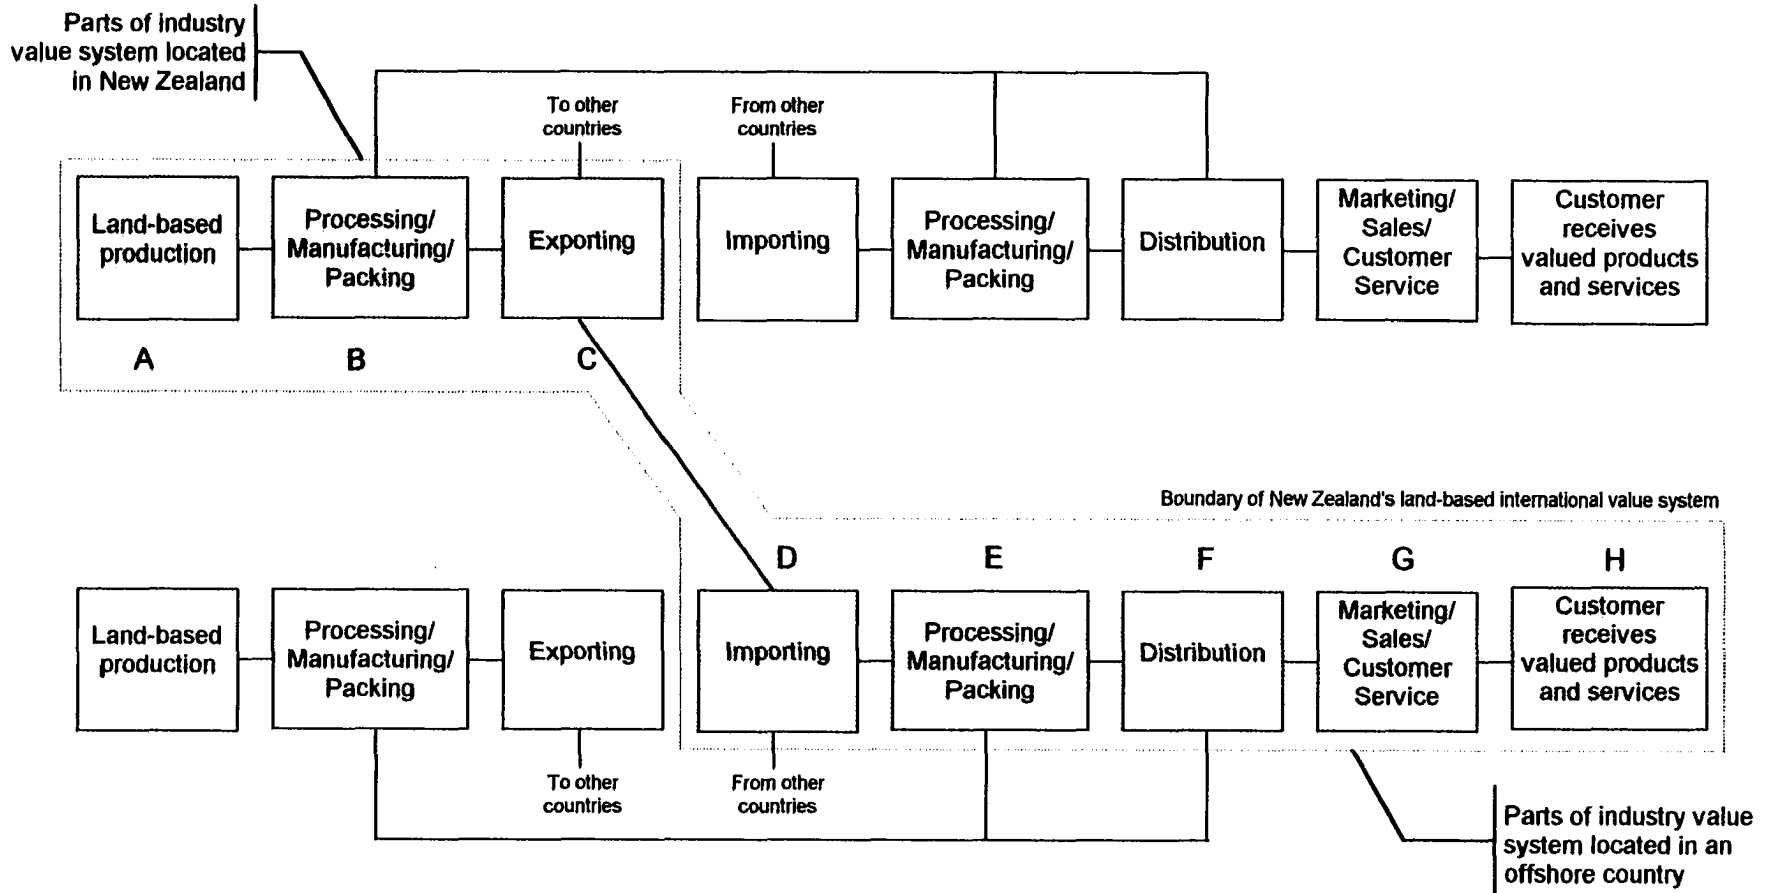 Parts of industry
value system located
in New Zealand
To other
countries
From other
countries
Land-based
production
Processing/
Manufacturing/
Packing
Exporting
Importing
Processing/
Manufacturing/
Packing
Distribution
Marketing/
Sales/
Customer
Service
Customer
receives
valued products
and services
A
B
C
Boundary of New Zealand's land-based international value system
D
E
F
G
H
Land-based
production
Processing/
Manufacturing/
Packing
Exporting
Importing
Processing/
Manufacturing/
Packing
Distribution
Marketing/
Sales/
Customer
Service
Customer
receives
valued products
and services
To other
countries
From other
countries
Parts of industry value
system located in an
offshore country